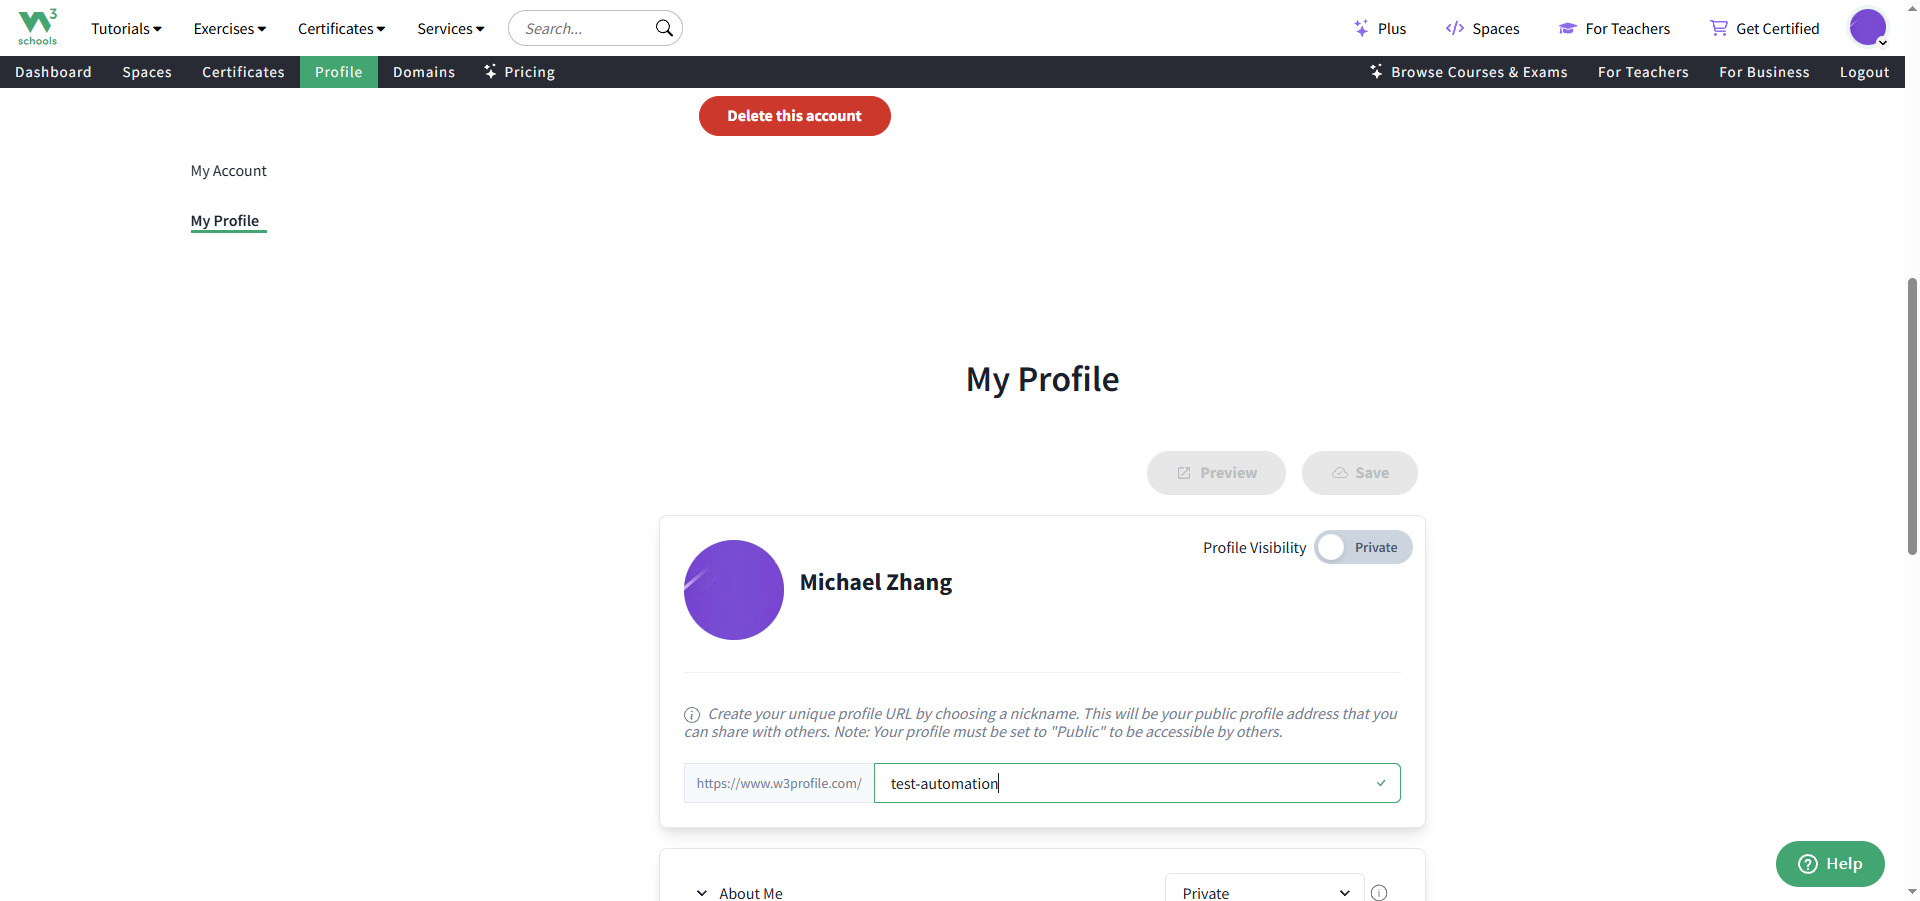 3
schools
Tutorials
Exercises
Certificates
Services
Search...
Plus
Spaces
For Teachers
Get Certified
Dashboard
Spaces
Certificates
Profile
Domains
Pricing
Browse Courses & Exams
For Teachers
For Business
Logout
Delete this account
My Account
My Profile
My Profile
Preview
Save
Profile Visibility
Private
Michael Zhang
Create your unique profile URL by choosing a nickname. This will be your public profile address that you
can share with others. Note: Your profile must be set to "Public" to be accessible by others.
https://www.w3profile.com/
test-automation
About Me
Private
Help